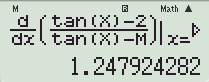 M R Math ▲
d/dx(tan(X)-2/tan(X)-M)|x=▷
1.247924282